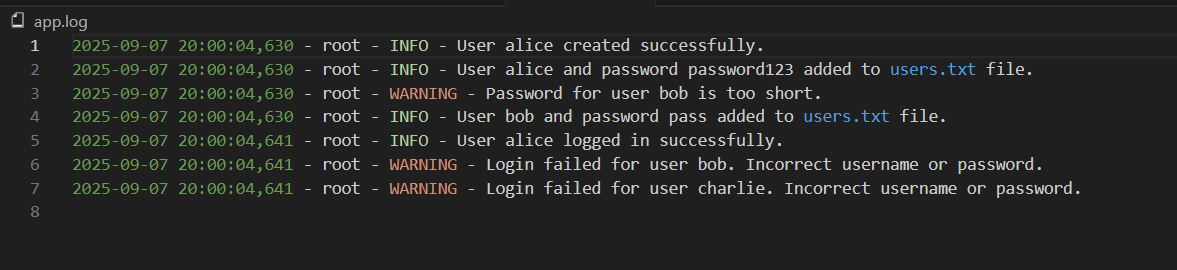 app.log
1 2025-09-07 20:00:04,630 - root - INFO - User alice created successfully.
2 2025-09-07 20:00:04,630 - root - INFO - User alice and password password123 added to users.txt file.
3 2025-09-07 20:00:04,630 - root - WARNING - Password for user bob is too short.
4 2025-09-07 20:00:04,630 - root - INFO - User bob and password pass added to users.txt file.
5 2025-09-07 20:00:04,641 - root - INFO - User alice logged in successfully.
6 2025-09-07 20:00:04,641 - root - WARNING - Login failed for user bob. Incorrect username or password.
7 2025-09-07 20:00:04,641 - root - WARNING - Login failed for user charlie. Incorrect username or password.
8